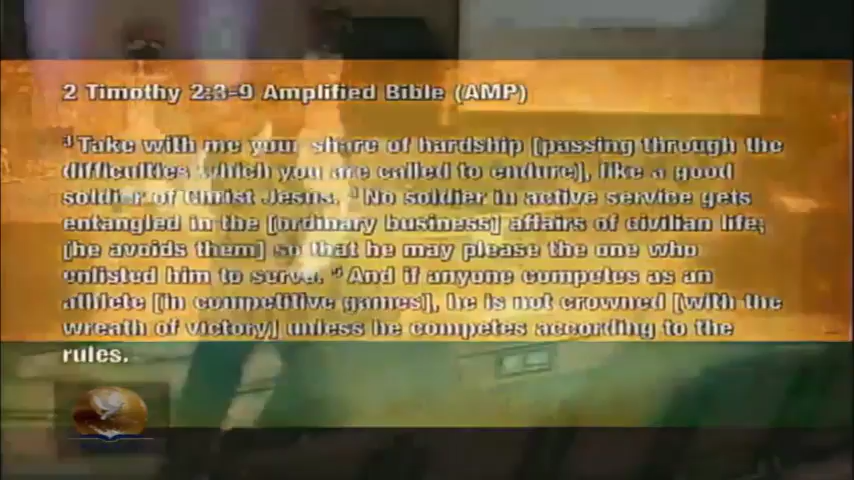 2 Timothy 2:3-9 Amplified Bible (AMP)
3 Take with me your share of hardship [passing through the
difficulties which you are called to endure], like a good
soldier of Christ Jesus. 4 No soldier in active service gets
entangled in the [ordinary business] affairs of civilian life;
[he avoids them] so that he may please the one who
enlisted him to serve. 5 And if anyone competes as an
athlete [in competitive games], he is not crowned [with the
wreath of victory] unless he competes according to the
rules.